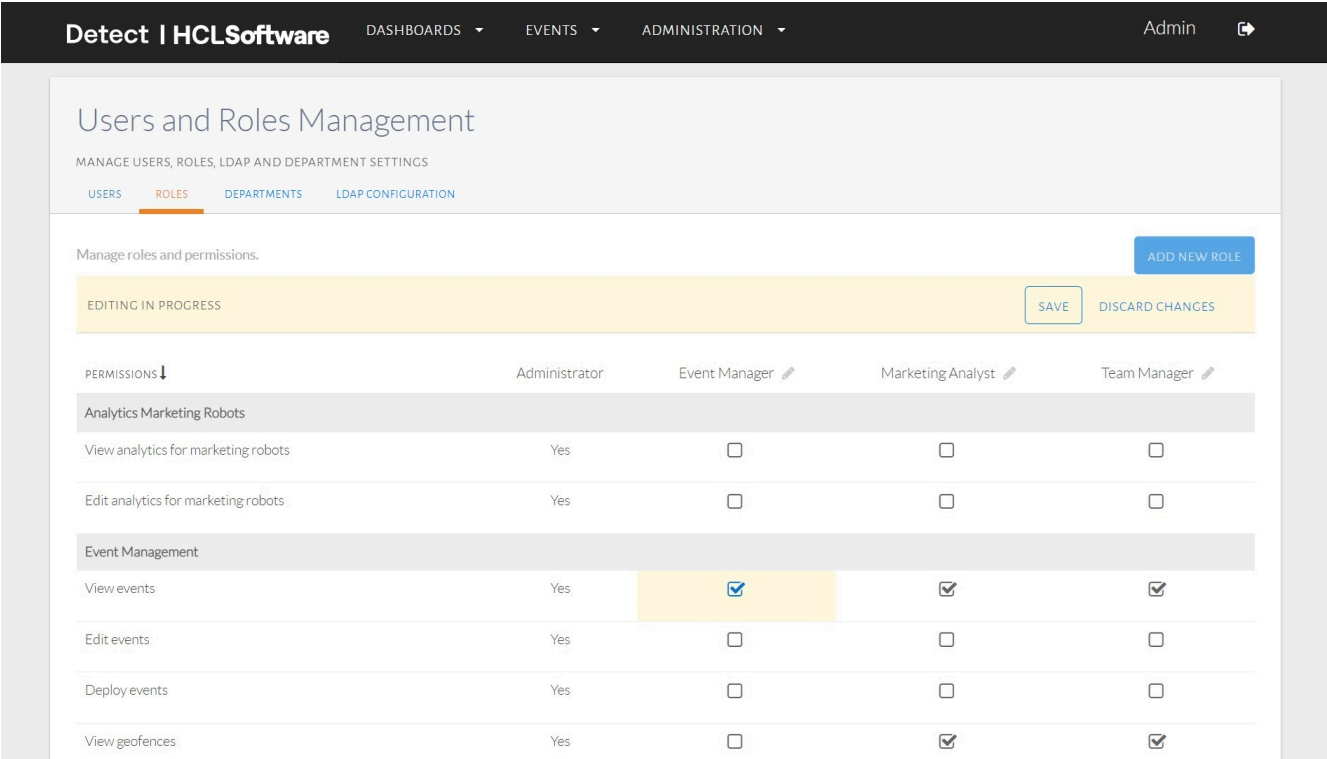 Detect | HCLSoftware DASHBOARDS EVENTS ADMINISTRATION Admin
Users and Roles Management
MANAGE USERS, ROLES, LDAP AND DEPARTMENT SETTINGS
USERS ROLES DEPARTMENTS LDAP CONFIGURATION
Manage roles and permissions. ADD NEW ROLE
EDITING IN PROGRESS SAVE DISCARD CHANGES
PERMISSIONS Administrator Event Manager Marketing Analyst Team Manager
Analytics Marketing Robots
View analytics for marketing robots Yes
Edit analytics for marketing robots Yes
Event Management
View events Yes
Edit events Yes
Deploy events Yes
View geofences Yes